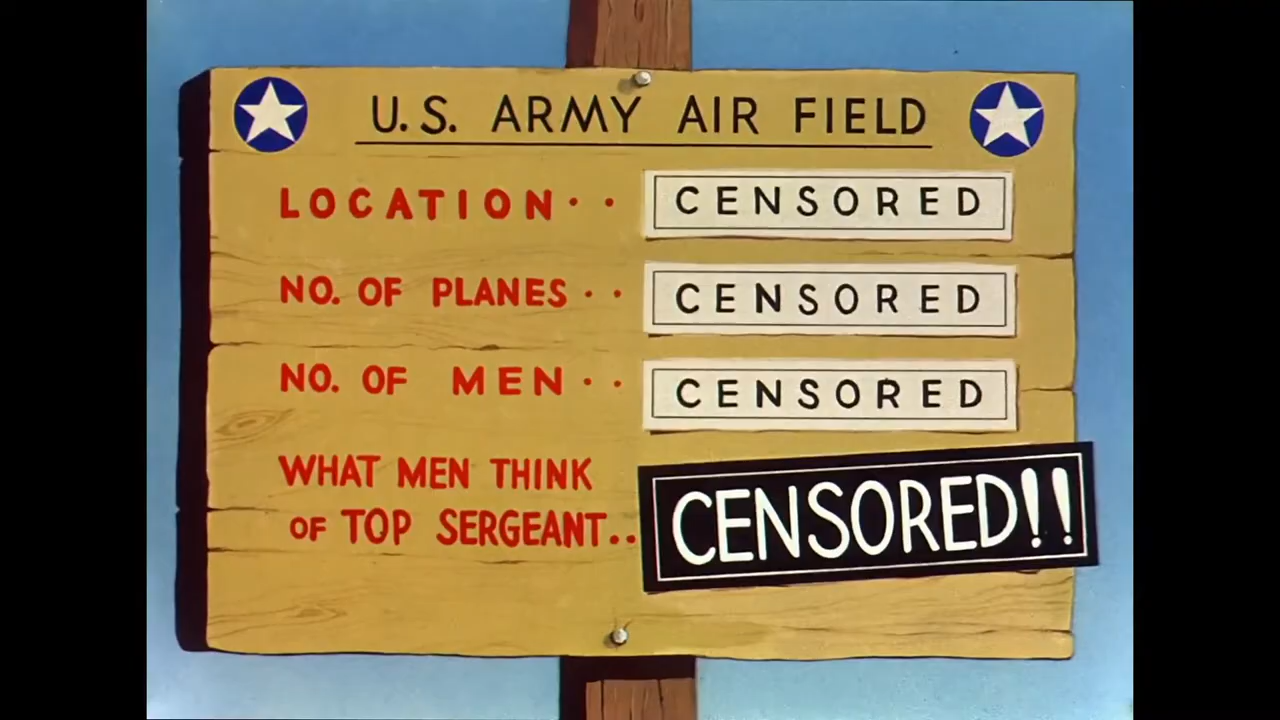 U.S. ARMY AIR FIELD
LOCATION·· CENSORED
NO. OF PLANES·· CENSORED
NO. OF MEN·· CENSORED
WHAT MEN THINK
OF TOP SERGEANT.. CENSORED!!